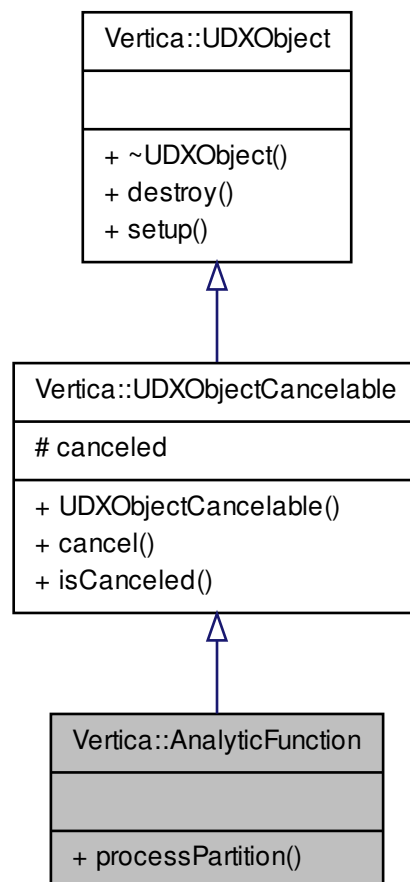 Vertica::UDXObject
+ ~UDXObject()
+ destroy()
+ setup()
Vertica::UDXObjectCancelable
# canceled
+ UDXObjectCancelable()
+ cancel()
+ isCanceled()
Vertica::AnalyticFunction
+ processPartition()